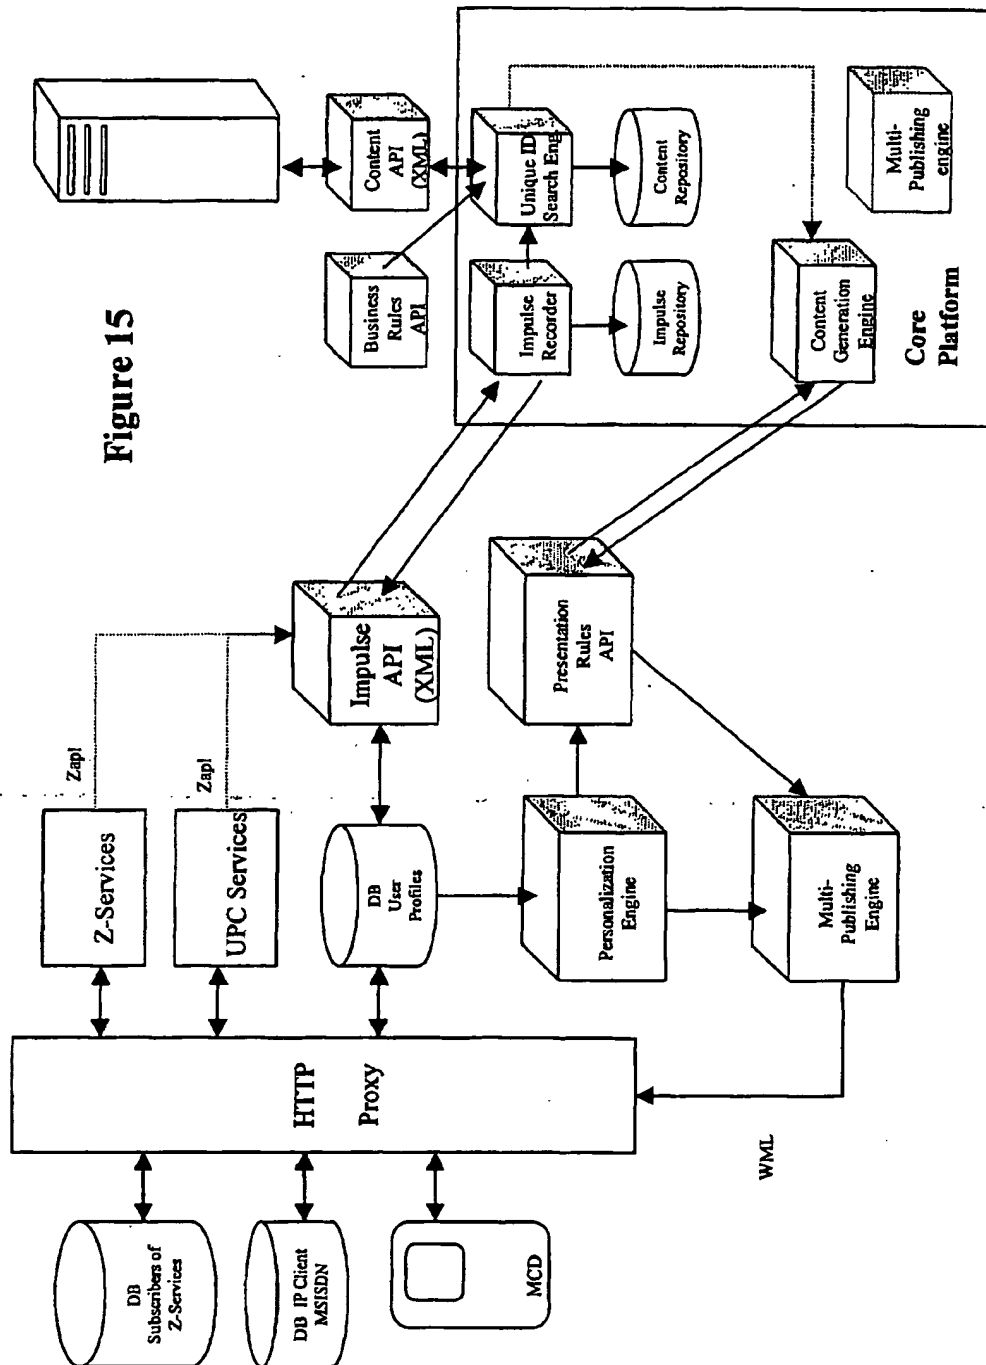 Figure 15
DB
Subscribers of
Z-Services
DB IP Client
MSISDN
MCD
HTTP
Proxy
WML
Z-Services
Zap!
UPC Services
Zap!
DB
User
Profiles
Impulse
API
(XML)
Personalization
Engine
Presentation
Rules
API
Multi-
Publishing
Engine
Business
Rules
API
Content
API
(XML)
Impulse
Recorder
Unique ID
Search Eng.
Impulse
Repository
Content
Repository
Content
Generation
Engine
Multi-
Publishing
engine
Core
Platform